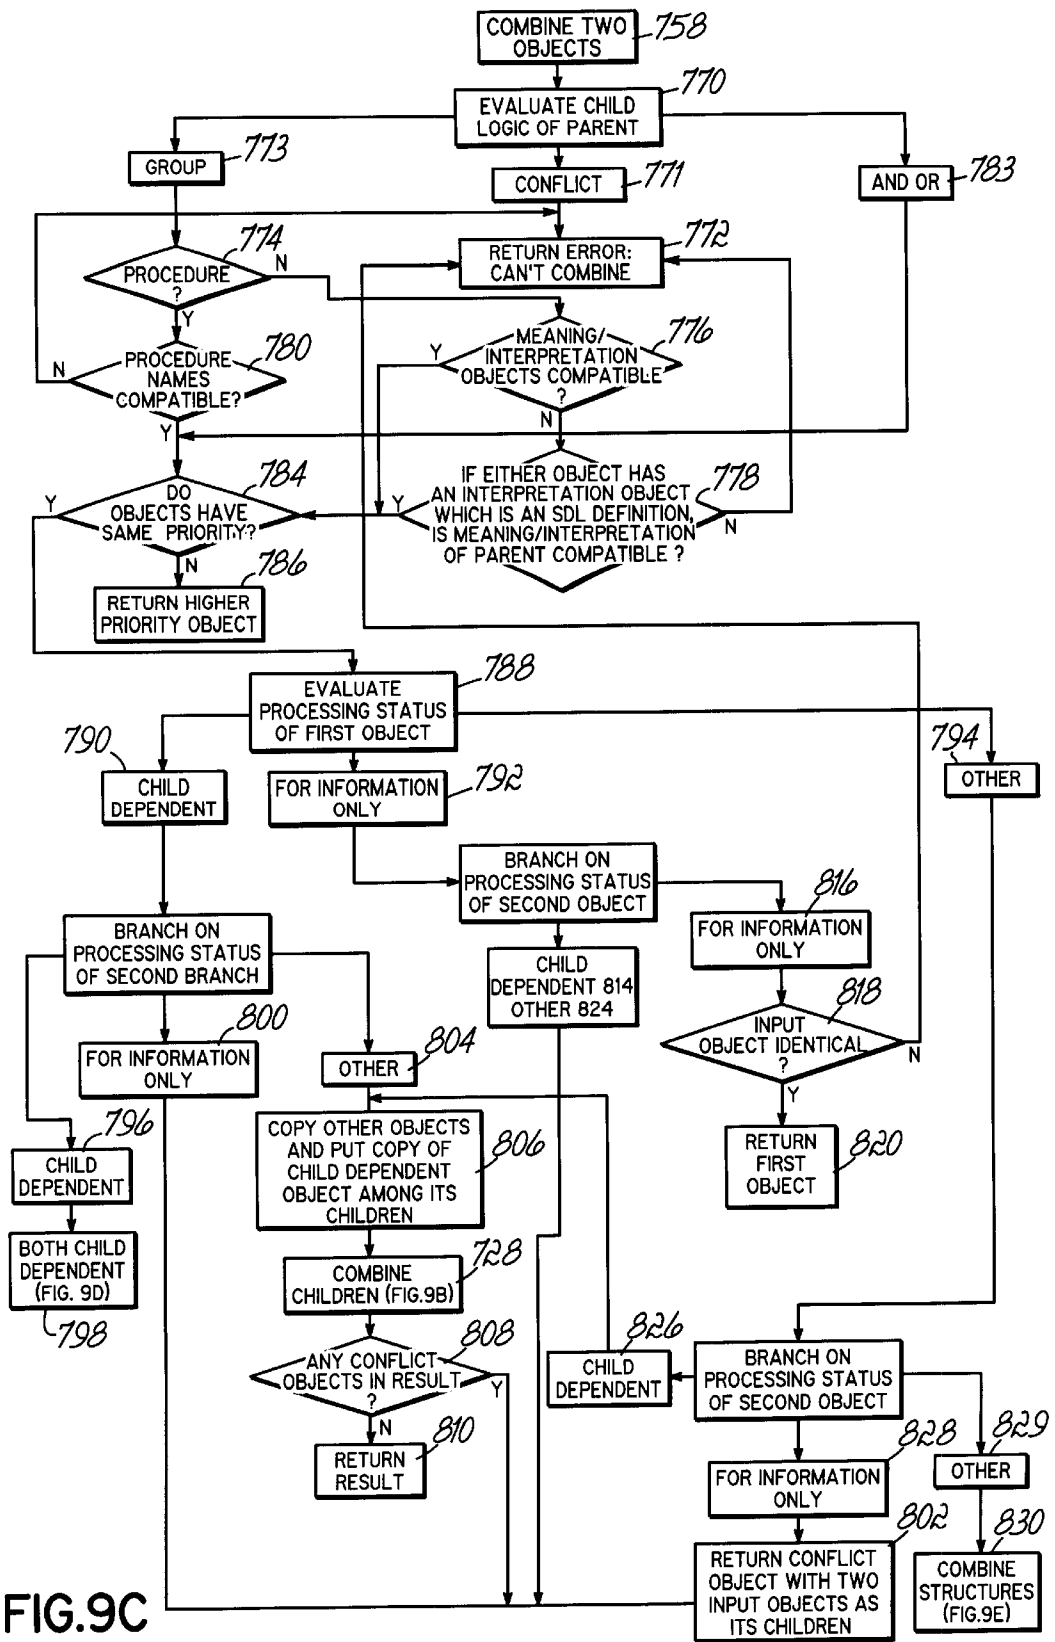 COMBINE TWO
OBJECTS
758
EVALUATE CHILD
LOGIC OF PARENT
770
GROUP
773
CONFLICT
771
AND OR
783
PROCEDURE
?
774
N
Y
RETURN ERROR:
CAN'T COMBINE
772
PROCEDURE
NAMES
COMPATIBLE?
780
N
Y
MEANING/
INTERPRETATION
OBJECTS COMPATIBLE
?
776
Y
N
DO
OBJECTS HAVE
SAME PRIORITY?
784
Y
N
IF EITHER OBJECT HAS
AN INTERPRETATION OBJECT
WHICH IS AN SDL DEFINITION,
IS MEANING/INTERPRETATION
OF PARENT COMPATIBLE ?
778
Y
N
RETURN HIGHER
PRIORITY OBJECT
786
EVALUATE
PROCESSING STATUS
OF FIRST OBJECT
788
CHILD
DEPENDENT
790
FOR INFORMATION
ONLY
792
OTHER
794
BRANCH ON
PROCESSING STATUS
OF SECOND OBJECT
FOR INFORMATION
ONLY
816
BRANCH ON
PROCESSING STATUS
OF SECOND BRANCH
CHILD
DEPENDENT 814
OTHER 824
INPUT
OBJECT IDENTICAL
?
818
N
Y
FOR INFORMATION
ONLY
800
OTHER
804
CHILD
DEPENDENT
796
COPY OTHER OBJECTS
AND PUT COPY OF
CHILD DEPENDENT
OBJECT AMONG ITS
CHILDREN
806
RETURN
FIRST
OBJECT
820
BOTH CHILD
DEPENDENT
(FIG. 9D)
798
COMBINE
CHILDREN (FIG.9B)
728
ANY CONFLICT
OBJECTS IN RESULT
?
808
Y
N
CHILD
DEPENDENT
826
BRANCH ON
PROCESSING STATUS
OF SECOND OBJECT
RETURN
RESULT
810
FOR INFORMATION
ONLY
828
OTHER
829
RETURN CONFLICT
OBJECT WITH TWO
INPUT OBJECTS AS
ITS CHILDREN
802
COMBINE
STRUCTURES
(FIG.9E)
830
FIG.9C